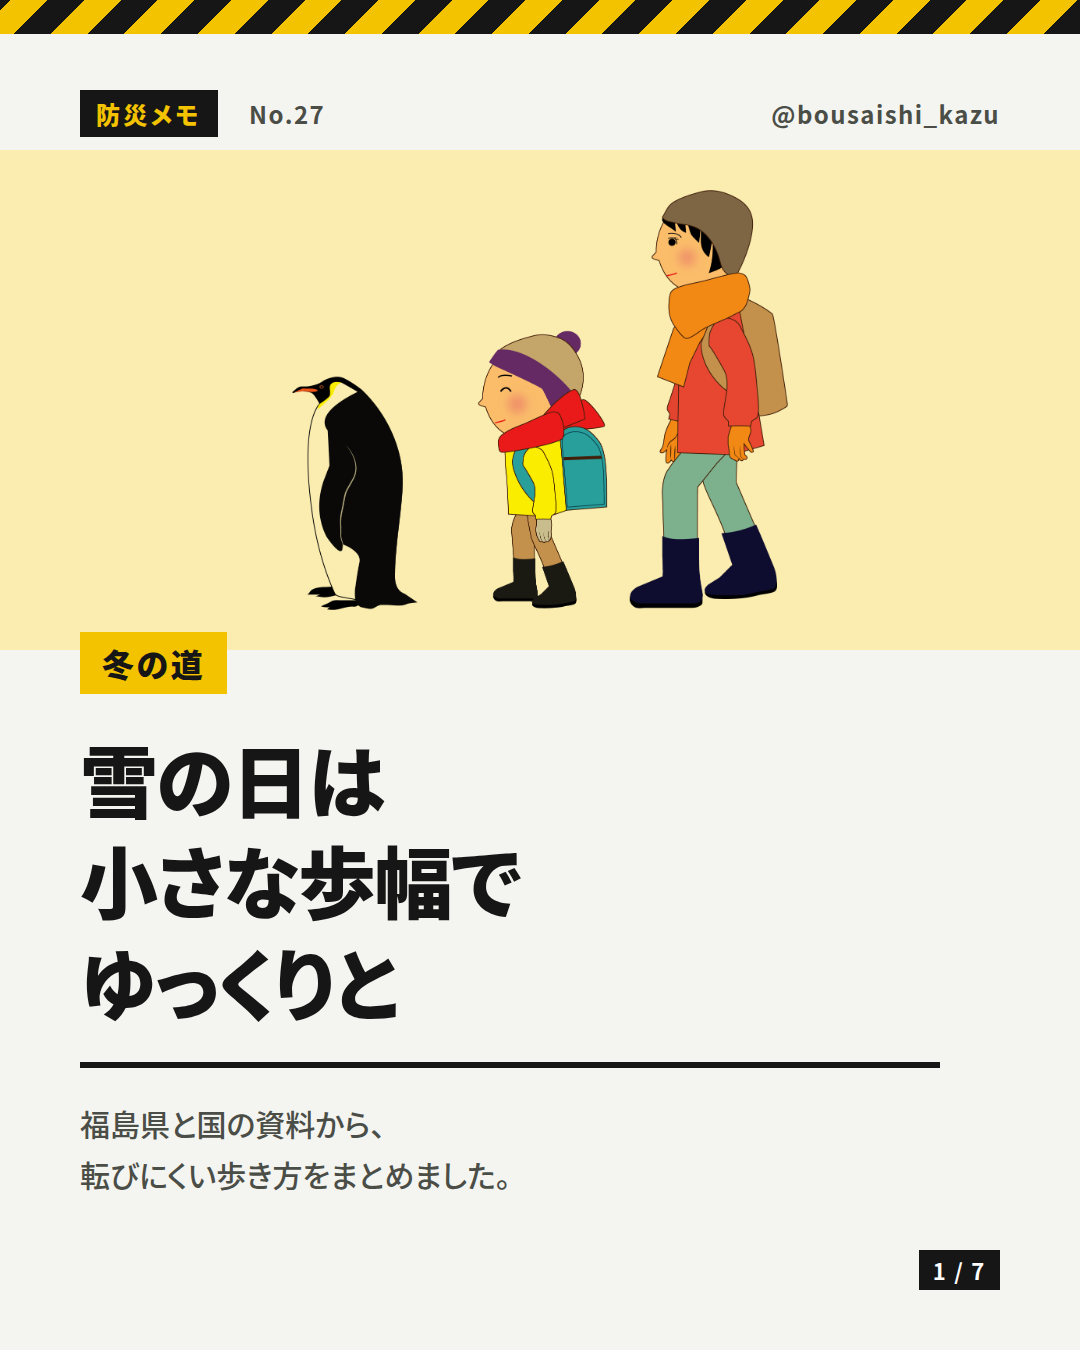 防災メモ No.27 @bousaishi_kazu
冬の道
雪の日は
小さな歩幅で
ゆっくりと
福島県と国の資料から、
転びにくい歩き方をまとめました。
1 / 7